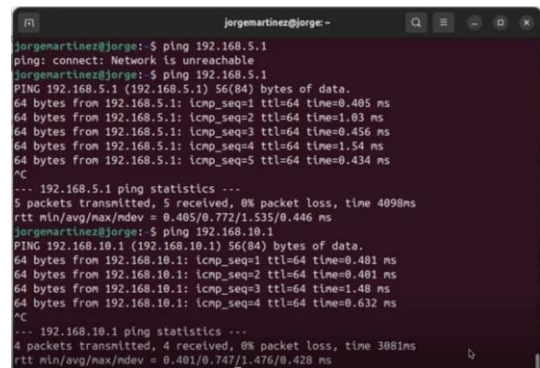 jorgemartinez@jorge: ~
jorgemartinez@jorge:~$ ping 192.168.5.1
ping: connect: Network is unreachable
jorgemartinez@jorge:~$ ping 192.168.5.1
PING 192.168.5.1 (192.168.5.1) 56(84) bytes of data.
64 bytes from 192.168.5.1: icmp_seq=1 ttl=64 time=0.405 ms
64 bytes from 192.168.5.1: icmp_seq=2 ttl=64 time=1.03 ms
64 bytes from 192.168.5.1: icmp_seq=3 ttl=64 time=0.456 ms
64 bytes from 192.168.5.1: icmp_seq=4 ttl=64 time=1.54 ms
64 bytes from 192.168.5.1: icmp_seq=5 ttl=64 time=0.434 ms
^C
--- 192.168.5.1 ping statistics ---
5 packets transmitted, 5 received, 0% packet loss, time 4098ms
rtt min/avg/max/mdev = 0.405/0.772/1.535/0.446 ms
jorgemartinez@jorge:~$ ping 192.168.10.1
PING 192.168.10.1 (192.168.10.1) 56(84) bytes of data.
64 bytes from 192.168.10.1: icmp_seq=1 ttl=64 time=0.481 ms
64 bytes from 192.168.10.1: icmp_seq=2 ttl=64 time=0.401 ms
64 bytes from 192.168.10.1: icmp_seq=3 ttl=64 time=1.48 ms
64 bytes from 192.168.10.1: icmp_seq=4 ttl=64 time=0.632 ms
^C
--- 192.168.10.1 ping statistics ---
4 packets transmitted, 4 received, 0% packet loss, time 3081ms
rtt min/avg/max/mdev = 0.401/0.747/1.476/0.428 ms